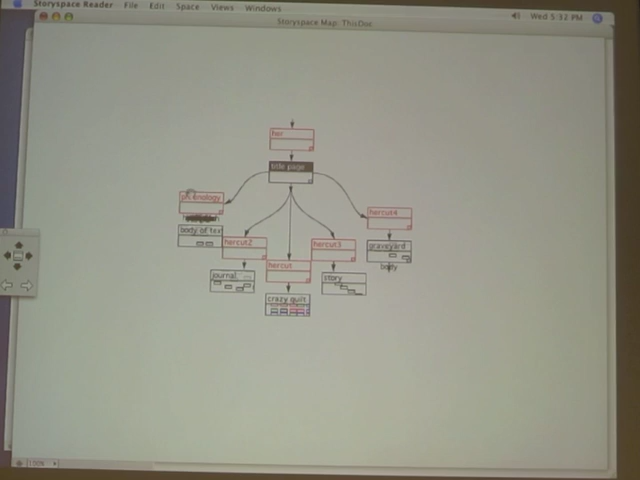 Storyspace Reader File Edit Space Views Windows
Wed 5:32 PM
Storyspace Map: ThisDoc
her
title page
phrenology
body of tex
hercut2
journal
hercut
crazy quilt
hercut3
story
hercut4
graveyard
body
100%